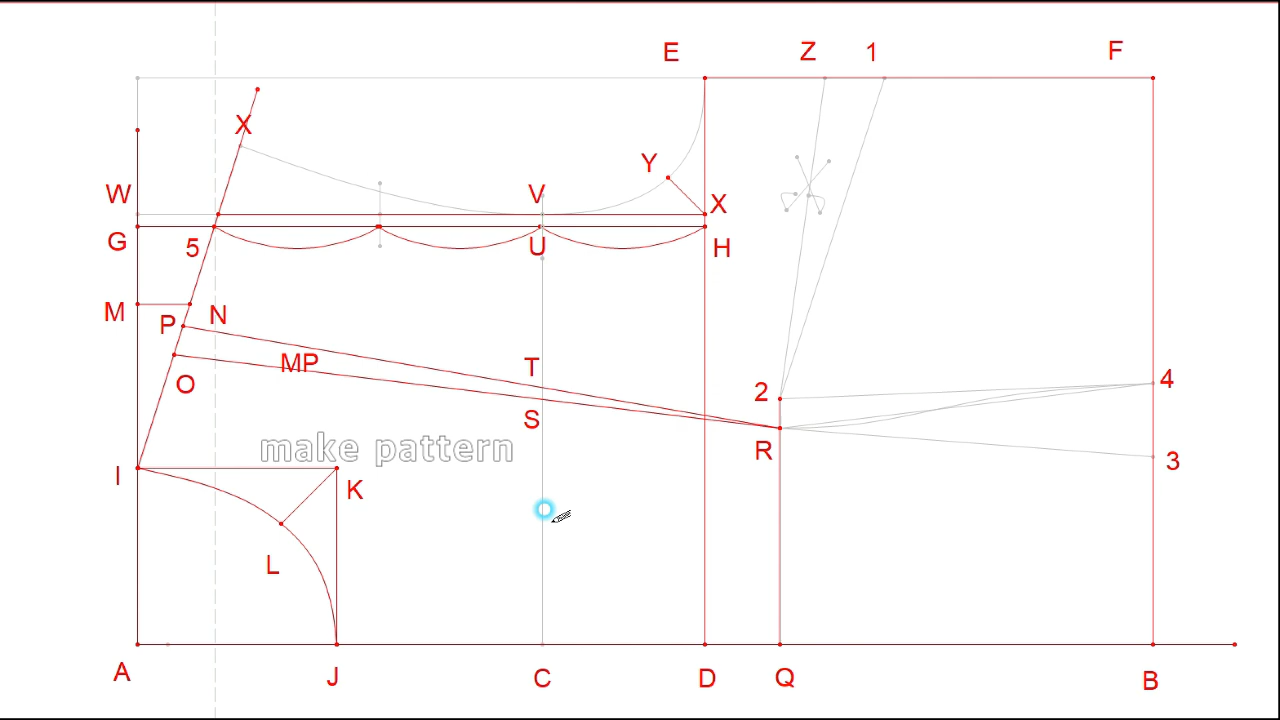 E Z 1 F
X
Y
W V X
G 5 U H
M P N
MP T
O 2 4
S
make pattern R
I K 3
L
A J C D Q B